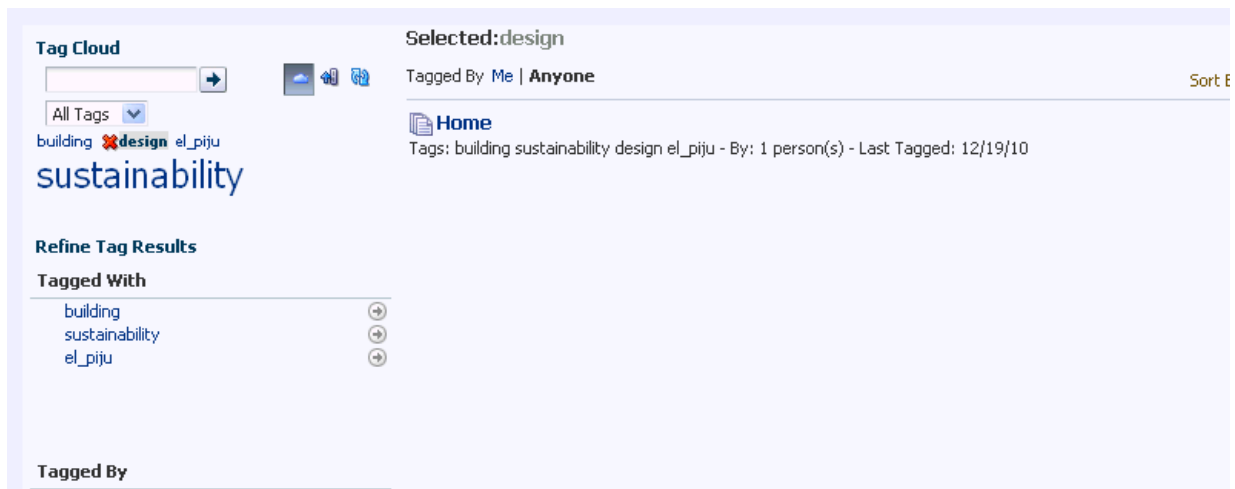 Tag Cloud
All Tags
building design el_piju
sustainability
Refine Tag Results
Tagged With
building
sustainability
el_piju
Tagged By
Selected:design
Tagged By Me | Anyone
Sort
Home
Tags: building sustainability design el_piju - By: 1 person(s) - Last Tagged: 12/19/10